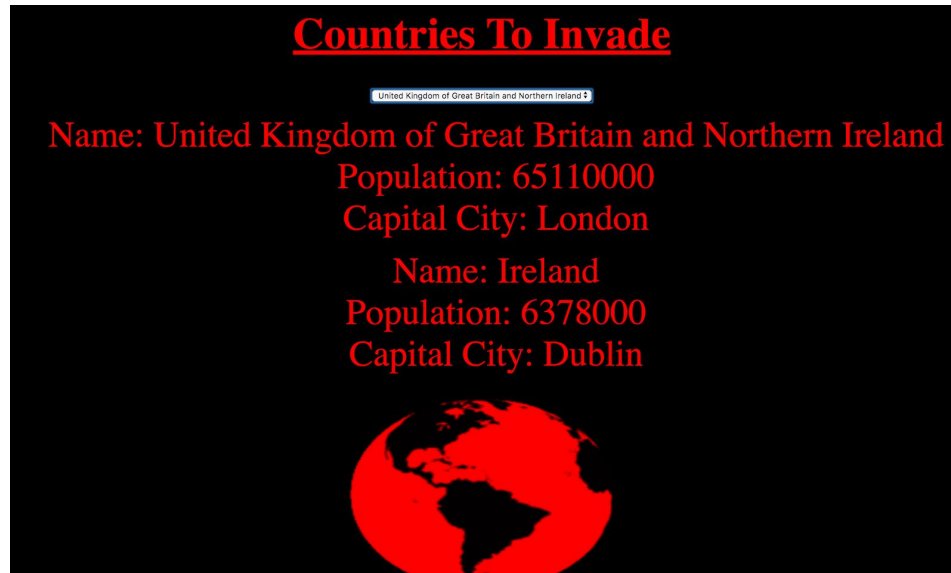 Countries To Invade
United Kingdom of Great Britain and Northern Ireland
Name: United Kingdom of Great Britain and Northern Ireland
Population: 65110000
Capital City: London
Name: Ireland
Population: 6378000
Capital City: Dublin